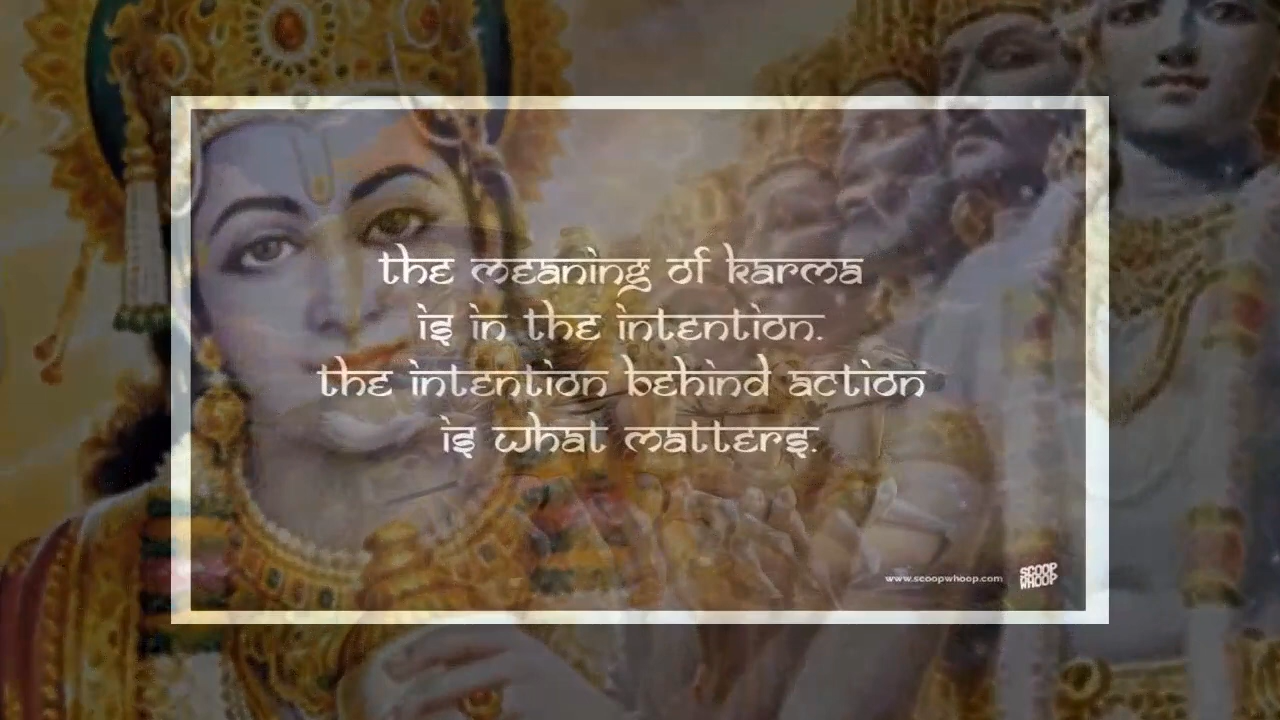 the meaning of karma
is in the intention.
the intention behind action
is what matters.
www.scoopwhoop.com
SCOOP
WHOOP